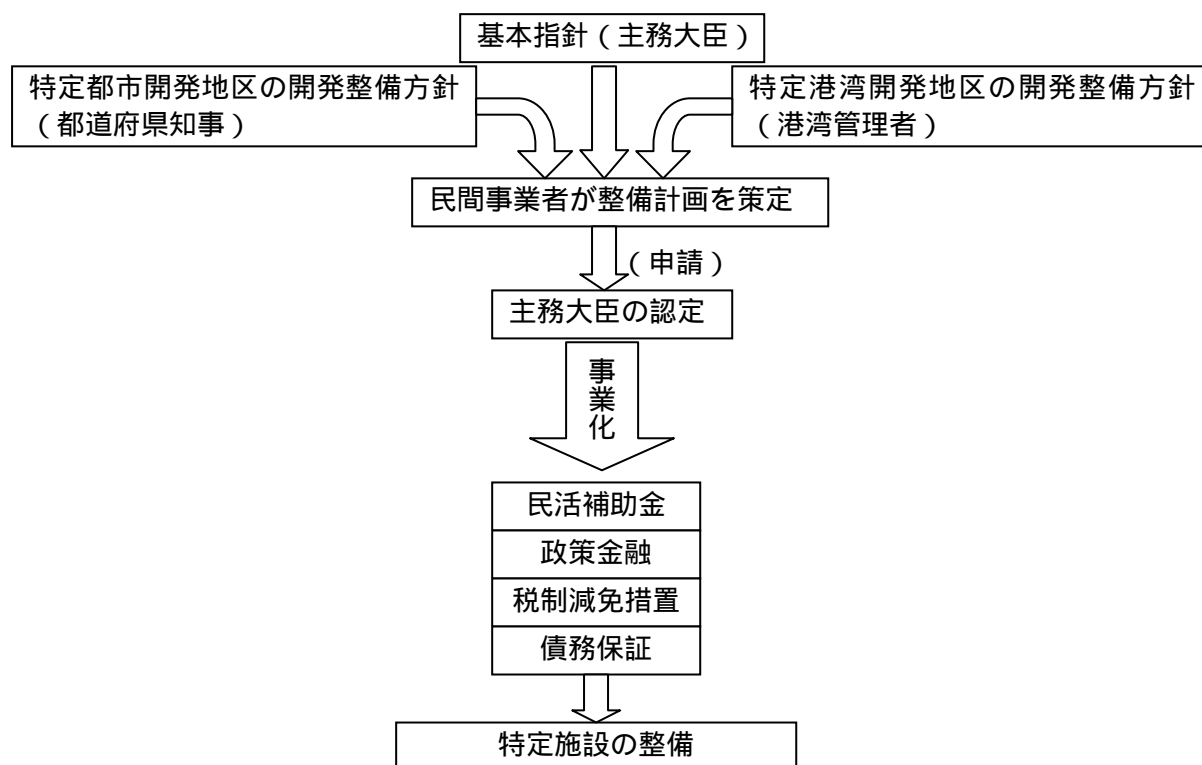 基本指針（主務大臣）
特定都市開発地区の開発整備方針
（都道府県知事）
特定港湾開発地区の開発整備方針
（港湾管理者）
民間事業者が整備計画を策定
（申請）
主務大臣の認定
事業化
民活補助金
政策金融
税制減免措置
債務保証
特定施設の整備